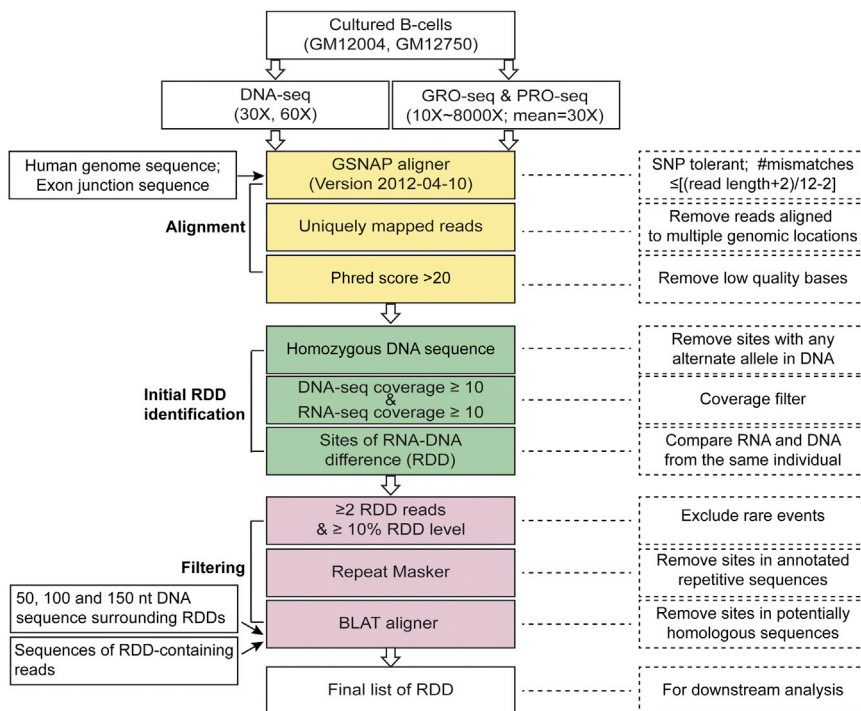 Cultured B-cells
(GM12004, GM12750)
DNA-seq
(30X, 60X)
GRO-seq & PRO-seq
(10X~8000X; mean=30X)
Human genome sequence;
Exon junction sequence
GSNAP aligner
(Version 2012-04-10)
SNP tolerant; #mismatches
≤[(read length+2)/12-2]
Alignment
Uniquely mapped reads
Remove reads aligned
to multiple genomic locations
Phred score >20
Remove low quality bases
Homozygous DNA sequence
Remove sites with any
alternate allele in DNA
Initial RDD
identification
DNA-seq coverage ≥ 10
&
RNA-seq coverage ≥ 10
Coverage filter
Sites of RNA-DNA
difference (RDD)
Compare RNA and DNA
from the same individual
≥2 RDD reads
& ≥ 10% RDD level
Exclude rare events
Filtering
Repeat Masker
Remove sites in annotated
repetitive sequences
50, 100 and 150 nt DNA
sequence surrounding RDDs
Sequences of RDD-containing
reads
BLAT aligner
Remove sites in potentially
homologous sequences
Final list of RDD
For downstream analysis